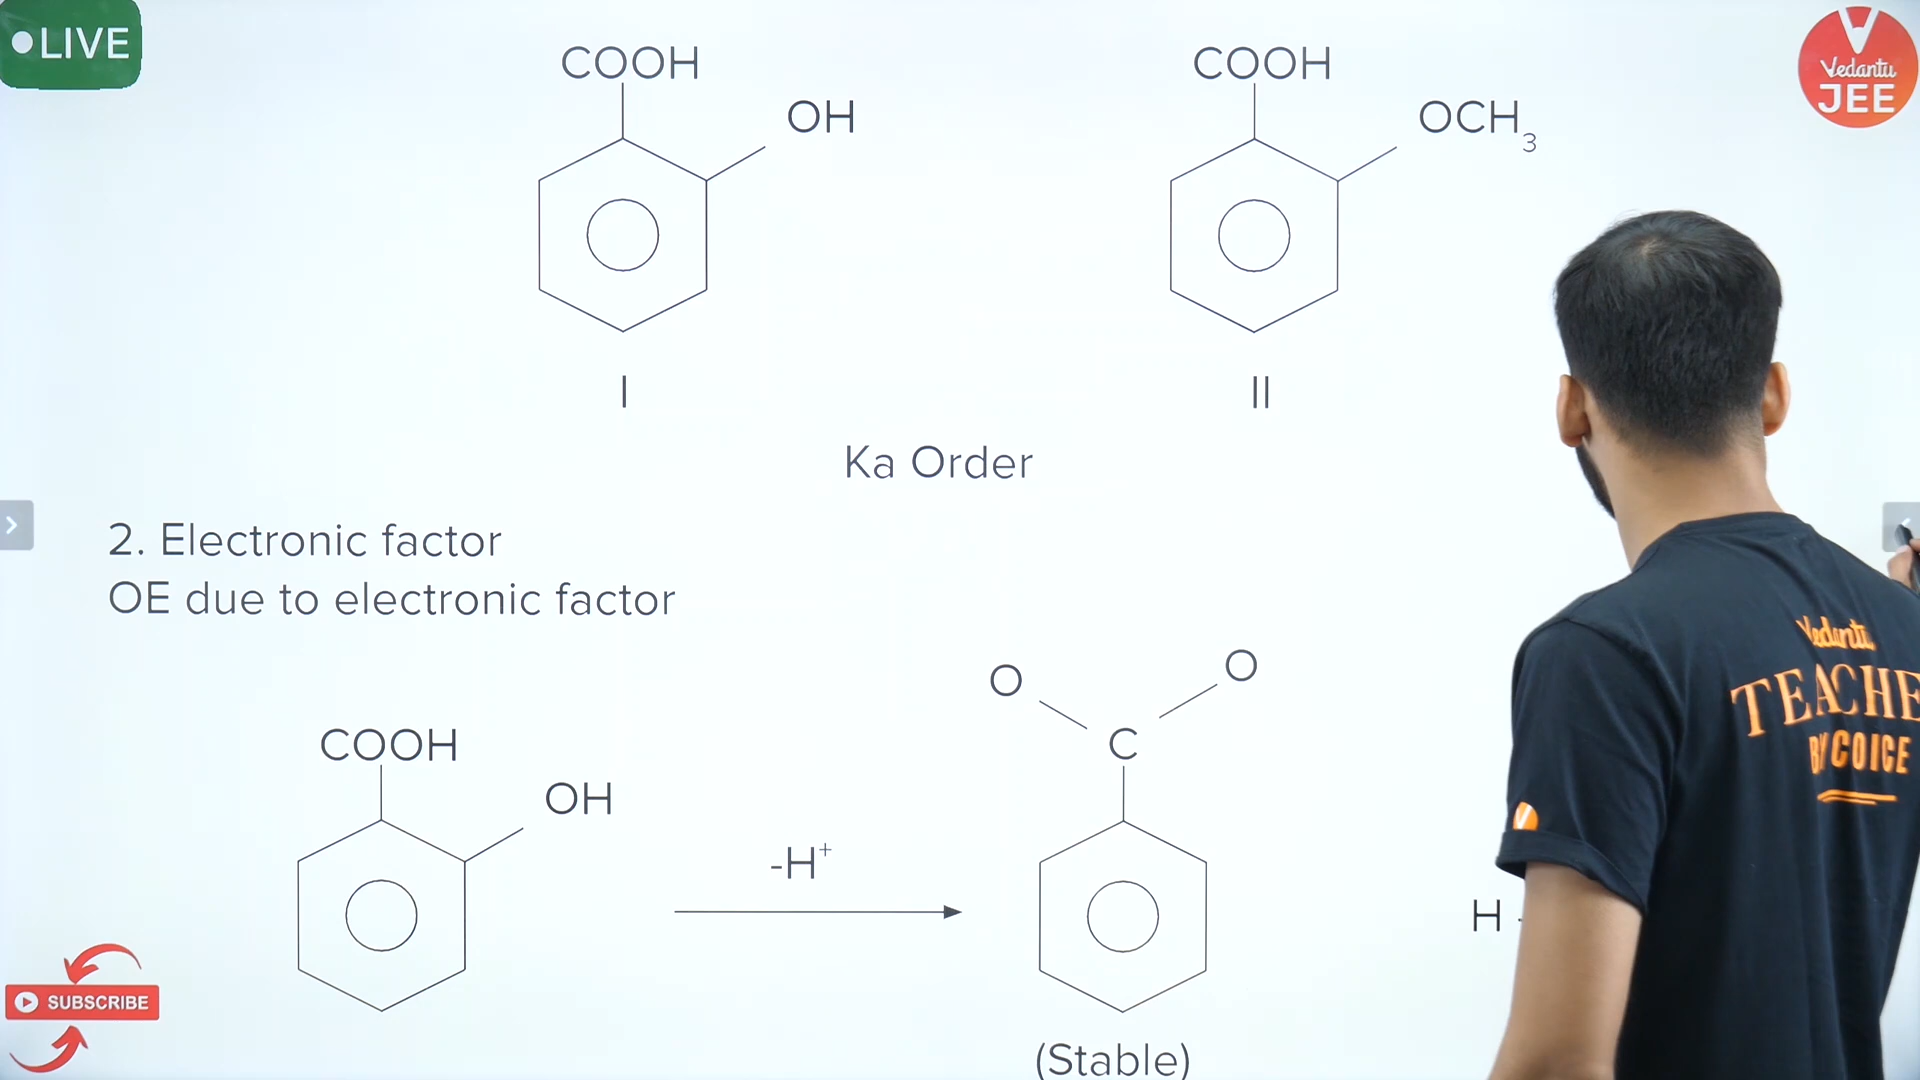 LIVE
COOH
OH
COOH
OCH₃
Vedantu
JEE
I
II
Ka Order
2. Electronic factor
OE due to electronic factor
COOH
OH
-H⁺
O
O
C
H
(Stable)
Vedantu
TEACHE
BY COICE
SUBSCRIBE